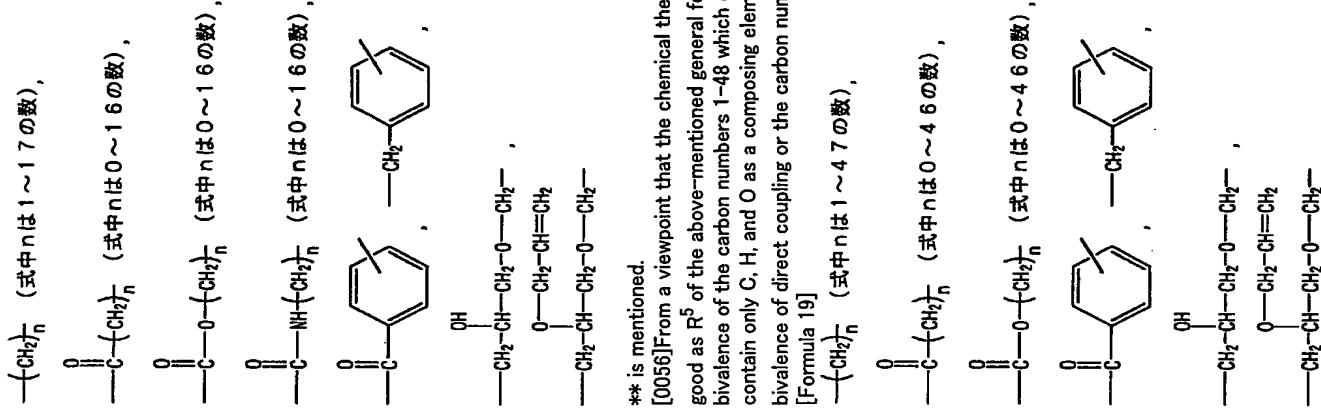 —(CH₂)ₙ— (式中nは1~17の数),
—C(=O)—(CH₂)ₙ— (式中nは0~16の数),
—C(=O)—O—(CH₂)ₙ— (式中nは0~16の数),
—C(=O)—NH—(CH₂)ₙ— (式中nは0~16の数),
O
—C— , —CH₂— ,
OH
—CH₂—CH—CH₂—O—CH₂— ,
O—CH₂—CH=CH₂
—CH₂—CH—CH₂—O—CH₂—
** is mentioned.
[0056]From a viewpoint that the chemical the
good as R⁵ of the above-mentioned general fo
bivalence of the carbon numbers 1-48 which
contain only C, H, and O as a composing elem
bivalence of direct coupling or the carbon num
[Formula 19]
—(CH₂)ₙ— (式中nは1~47の数),
—C(=O)—(CH₂)ₙ— (式中nは0~46の数),
—C(=O)—O—(CH₂)ₙ— (式中nは0~46の数),
O
—C— , —CH₂— ,
OH
—CH₂—CH—CH₂—O—CH₂— ,
O—CH₂—CH=CH₂
—CH₂—CH—CH₂—O—CH₂—